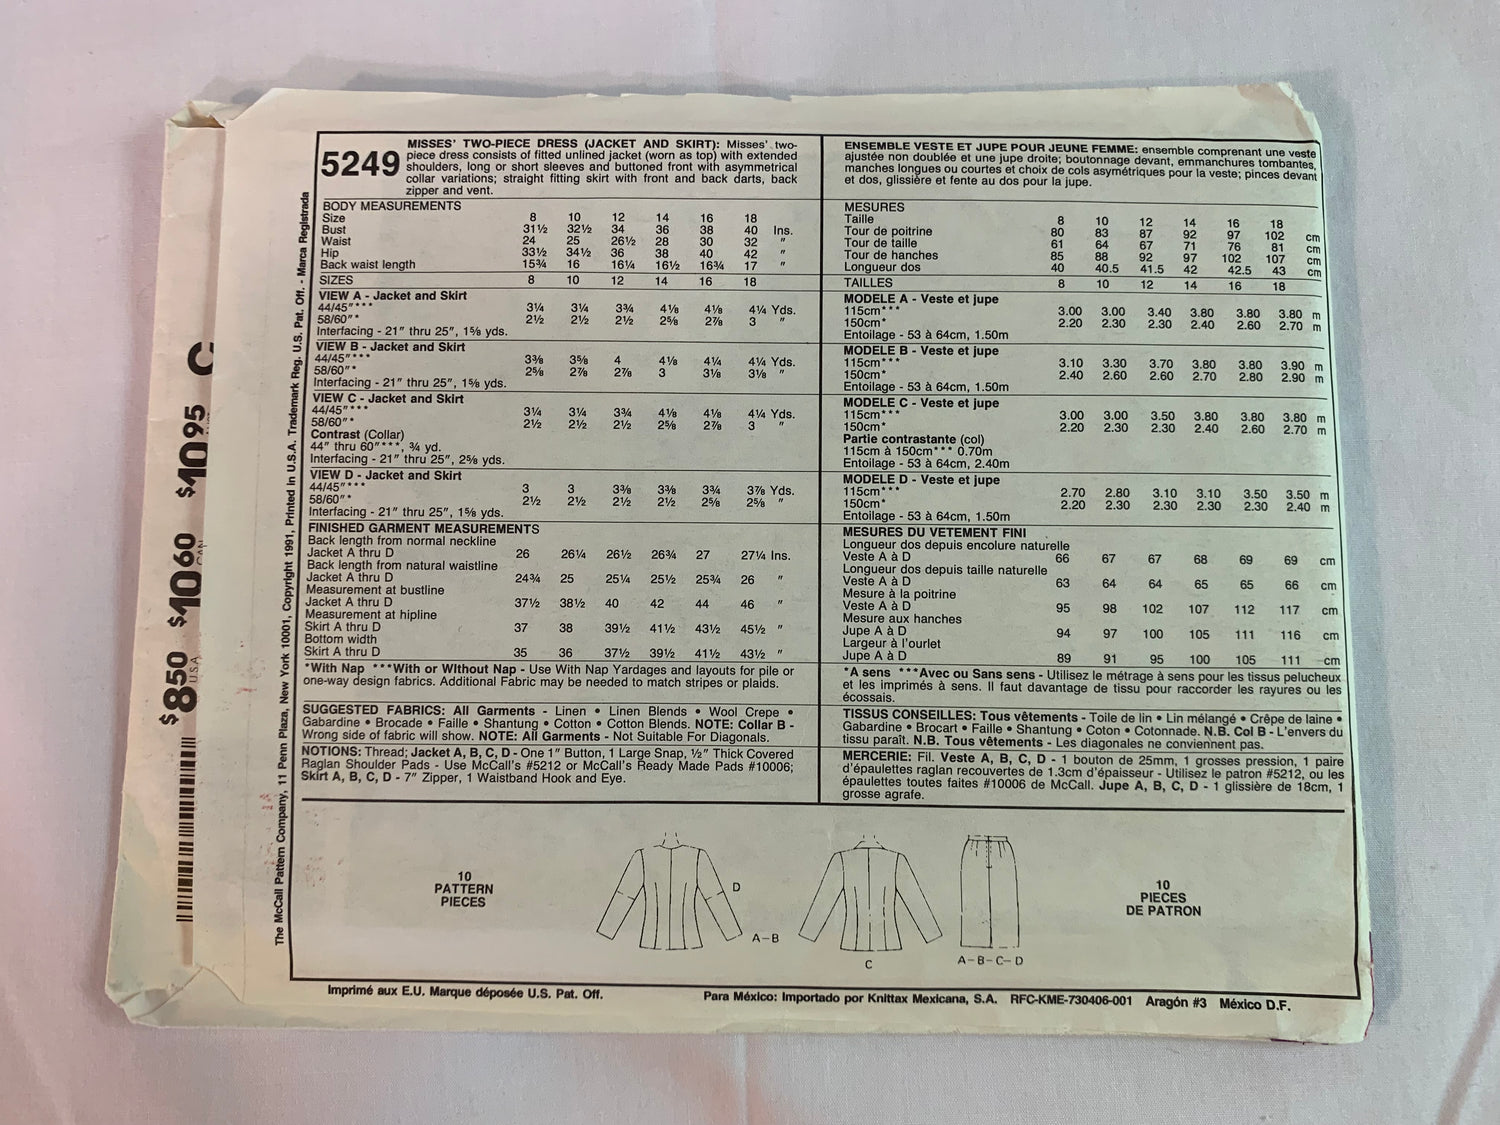 5249
MISSES' TWO-PIECE DRESS (JACKET AND SKIRT): Misses' two-
piece dress consists of fitted unlined jacket (worn as top) with extended
shoulders, long or short sleeves and buttoned front with asymmetrical
collar variations; straight fitting skirt with front and back darts, back
zipper and vent.
BODY MEASUREMENTS
Size 8 10 12 14 16 18
Bust 31½ 32½ 34 36 38 40 Ins.
Waist 24 25 26½ 28 30 32 "
Hip 33½ 34½ 36 38 40 42 "
Back waist length 15¾ 16 16¼ 16½ 16¾ 17 "
SIZES 8 10 12 14 16 18
VIEW A - Jacket and Skirt
44/45"*** 3¼ 3¼ 3¾ 4⅛ 4⅛ 4¼ Yds.
58/60"* 2½ 2½ 2½ 2⅝ 2⅞ 3 "
Interfacing - 21" thru 25", 1⅝ yds.
VIEW B - Jacket and Skirt
44/45"*** 3⅜ 3⅝ 4 4⅛ 4¼ 4¼ Yds.
58/60"* 2⅝ 2⅞ 2⅞ 3 3⅛ 3⅛ "
Interfacing - 21" thru 25", 1⅝ yds.
VIEW C - Jacket and Skirt
44/45"*** 3¼ 3¼ 3¾ 4⅛ 4⅛ 4¼ Yds.
58/60"* 2½ 2½ 2½ 2⅝ 2⅞ 3 "
Contrast (Collar)
44" thru 60"***, ¾ yd.
Interfacing - 21" thru 25", 2⅝ yds.
VIEW D - Jacket and Skirt
44/45"*** 3 3 3⅜ 3⅜ 3¾ 3⅞ Yds.
58/60"* 2½ 2½ 2½ 2½ 2⅝ 2⅝ "
Interfacing - 21" thru 25", 1⅝ yds.
FINISHED GARMENT MEASUREMENTS
Back length from normal neckline
Jacket A thru D 26 26¼ 26½ 26¾ 27 27¼ Ins.
Back length from natural waistline
Jacket A thru D 24¾ 25 25¼ 25½ 25¾ 26 "
Measurement at bustline
Jacket A thru D 37½ 38½ 40 42 44 46 "
Measurement at hipline
Skirt A thru D 37 38 39½ 41½ 43½ 45½ "
Bottom width
Skirt A thru D 35 36 37½ 39½ 41½ 43½ "
*With Nap ***With or WIthout Nap - Use With Nap Yardages and layouts for pile or
one-way design fabrics. Additional Fabric may be needed to match stripes or plaids.
SUGGESTED FABRICS: All Garments - Linen • Linen Blends • Wool Crepe •
Gabardine • Brocade • Faille • Shantung • Cotton • Cotton Blends. NOTE: Collar B -
Wrong side of fabric will show. NOTE: All Garments - Not Suitable For Diagonals.
NOTIONS: Thread; Jacket A, B, C, D - One 1" Button, 1 Large Snap, ½" Thick Covered
Raglan Shoulder Pads - Use McCall's #5212 or McCall's Ready Made Pads #10006;
Skirt A, B, C, D - 7" Zipper, 1 Waistband Hook and Eye.
ENSEMBLE VESTE ET JUPE POUR JEUNE FEMME: ensemble comprenant une veste
ajustée non doublée et une jupe droite; boutonnage devant, emmanchures tombantes,
manches longues ou courtes et choix de cols asymétriques pour la veste; pinces devant
et dos, glissière et fente au dos pour la jupe.
MESURES
Taille 8 10 12 14 16 18
Tour de poitrine 80 83 87 92 97 102 cm
Tour de taille 61 64 67 71 76 81 cm
Tour de hanches 85 88 92 97 102 107 cm
Longueur dos 40 40.5 41.5 42 42.5 43 cm
TAILLES 8 10 12 14 16 18
MODELE A - Veste et jupe
115cm*** 3.00 3.00 3.40 3.80 3.80 3.80 m
150cm* 2.20 2.30 2.30 2.40 2.60 2.70 m
Entoilage - 53 à 64cm, 1.50m
MODELE B - Veste et jupe
115cm*** 3.10 3.30 3.70 3.80 3.80 3.90 m
150cm* 2.40 2.60 2.60 2.70 2.80 2.90 m
Entoilage - 53 à 64cm, 1.50m
MODELE C - Veste et jupe
115cm*** 3.00 3.00 3.50 3.80 3.80 3.80 m
150cm* 2.20 2.30 2.30 2.40 2.60 2.70 m
Partie contrastante (col)
115cm à 150cm*** 0.70m
Entoilage - 53 à 64cm, 2.40m
MODELE D - Veste et jupe
115cm*** 2.70 2.80 3.10 3.10 3.50 3.50 m
150cm* 2.20 2.30 2.30 2.30 2.30 2.40 m
Entoilage - 53 à 64cm, 1.50m
MESURES DU VETEMENT FINI
Longueur dos depuis encolure naturelle
Veste A à D 66 67 67 68 69 69 cm
Longueur dos depuis taille naturelle
Veste A à D 63 64 64 65 65 66 cm
Mesure à la poitrine
Veste A à D 95 98 102 107 112 117 cm
Mesure aux hanches
Jupe A à D 94 97 100 105 111 116 cm
Largeur à l'ourlet
Jupe A à D 89 91 95 100 105 111 cm
*A sens ***Avec ou Sans sens - Utilisez le métrage à sens pour les tissus pelucheux
et les imprimés à sens. Il faut davantage de tissu pour raccorder les rayures ou les
écossais.
TISSUS CONSEILLES: Tous vêtements - Toile de lin • Lin mélangé • Crêpe de laine •
Gabardine • Brocart • Faille • Shantung • Coton • Cotonnade. N.B. Col B - L'envers du
tissu paraît. N.B. Tous vêtements - Les diagonales ne conviennent pas.
MERCERIE: Fil. Veste A, B, C, D - 1 bouton de 25mm, 1 grosses pression, 1 paire
d'épaulettes raglan recouvertes de 1.3cm d'épaisseur - Utilisez le patron #5212, ou les
épaulettes toutes faites #10006 de McCall. Jupe A, B, C, D - 1 glissière de 18cm, 1
grosse agrafe.
10
PATTERN
PIECES
D
A-B
C
A-B-C-D
10
PIECES
DE PATRON
Imprimé aux E.U. Marque déposée U.S. Pat. Off.
Para México: Importado por Knittax Mexicana, S.A. RFC-KME-730406-001 Aragón #3 México D.F.
The McCall Pattern Company, 11 Penn Plaza, New York 10001, Copyright 1991, Printed in U.S.A. Trademark Reg. U.S. Pat. Off. - Marca Registrada
$8.50 $10.60 $10.95 C
U.S.A. CAN